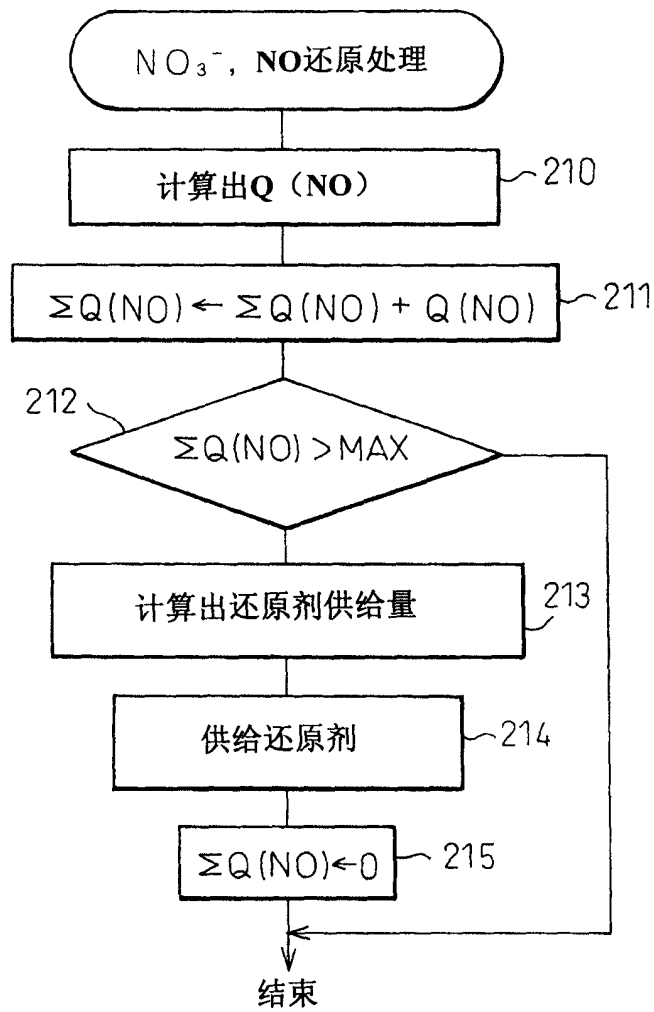 NO₃⁻, NO还原处理
计算出Q（NO）
210
ΣQ(NO)←ΣQ(NO)+Q(NO)
211
212
ΣQ(NO)>MAX
计算出还原剂供给量
213
供给还原剂
214
ΣQ(NO)←0
215
结束